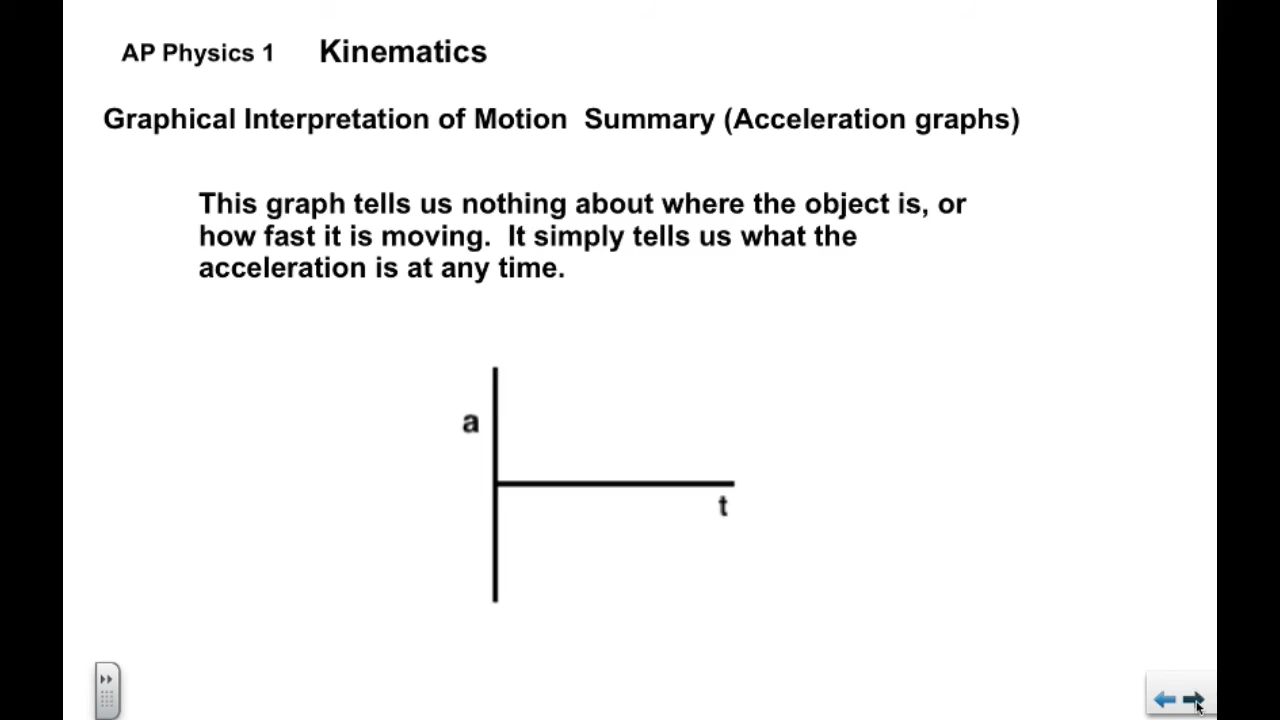 AP Physics 1 Kinematics
Graphical Interpretation of Motion Summary (Acceleration graphs)
This graph tells us nothing about where the object is, or
how fast it is moving. It simply tells us what the
acceleration is at any time.
a
t